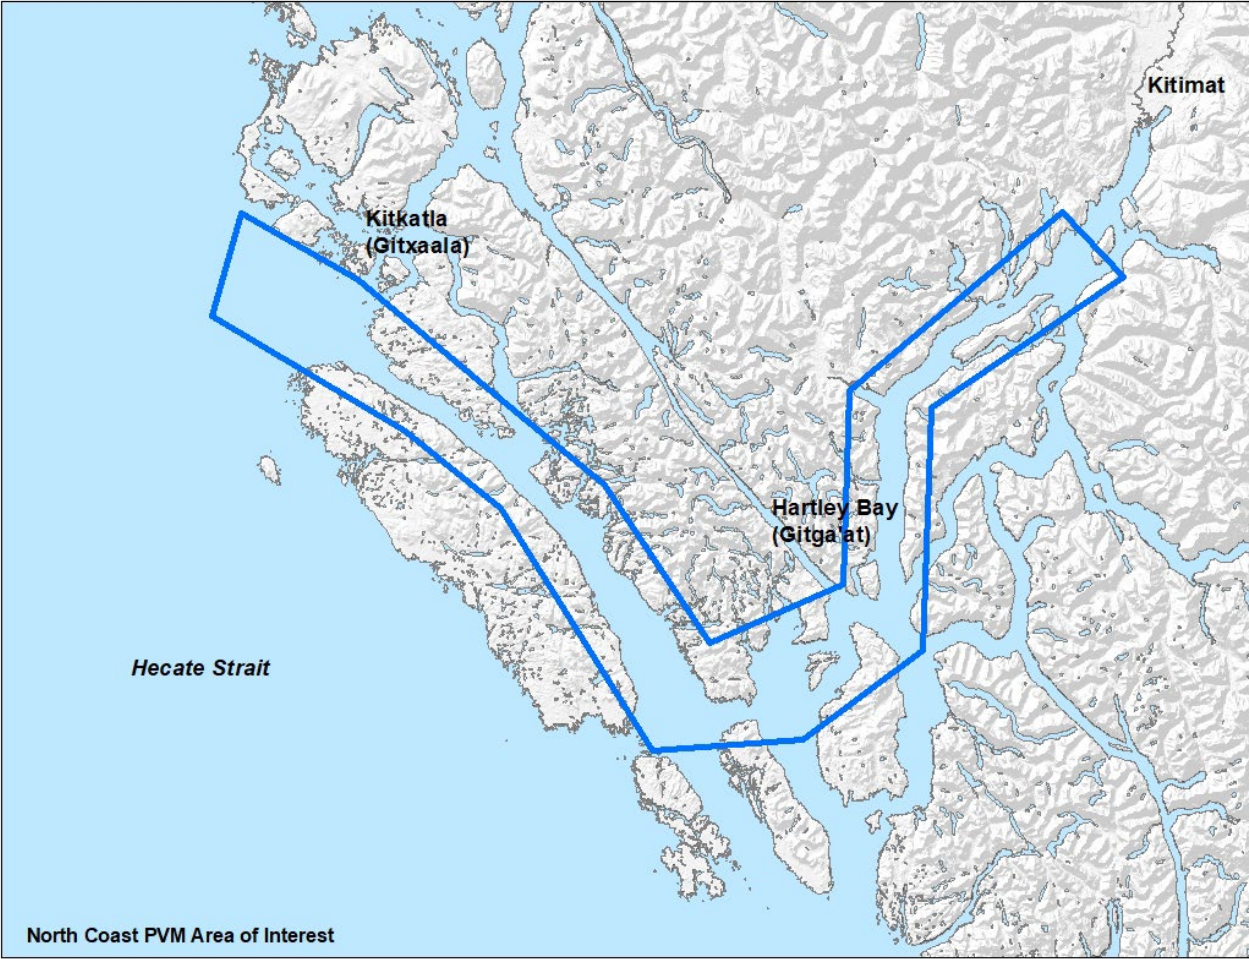 Kitimat
Kitkatla
(Gitxaala)
Hartley Bay
(Gitga'at)
Hecate Strait
North Coast PVM Area of Interest